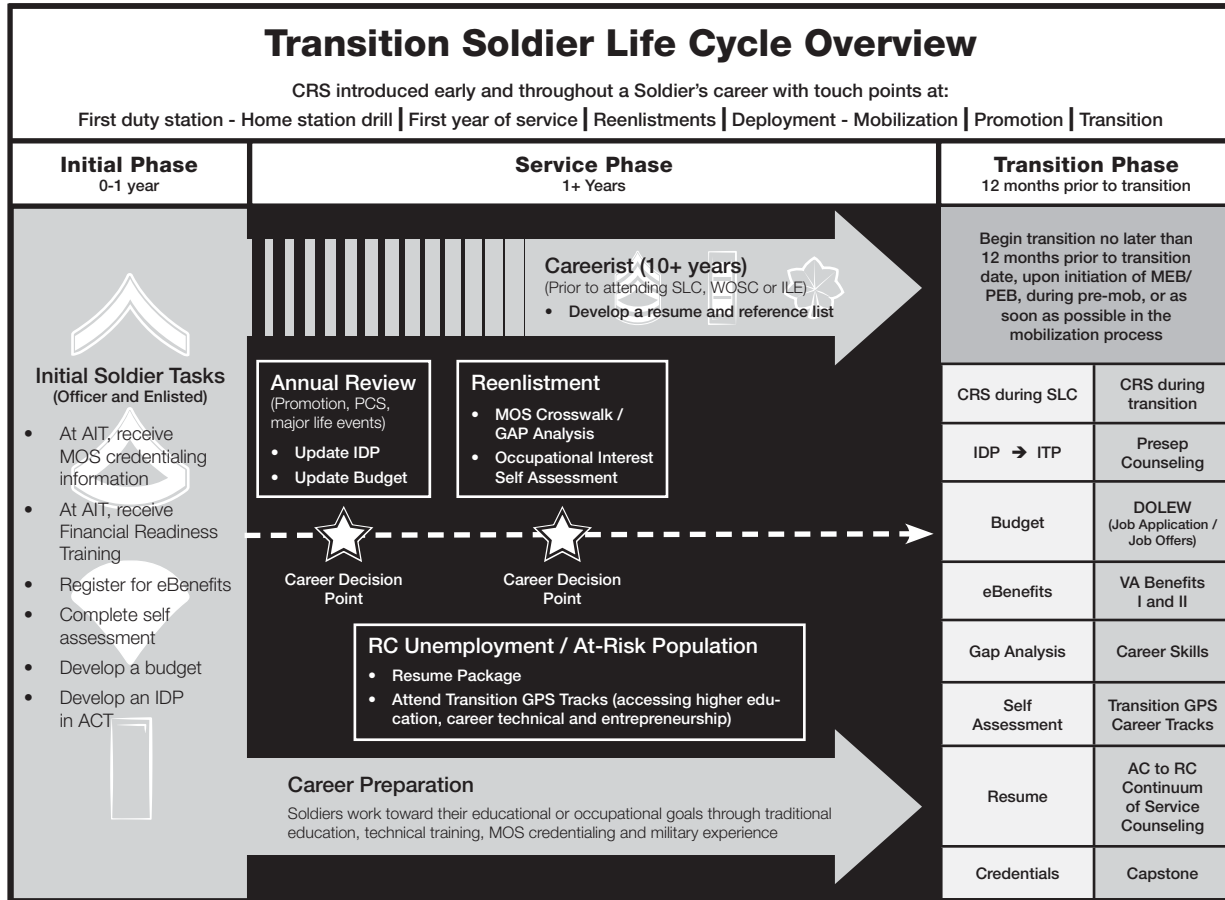 Transition Soldier Life Cycle Overview
CRS introduced early and throughout a Soldier's career with touch points at:
First duty station - Home station drill | First year of service | Reenlistments | Deployment - Mobilization | Promotion | Transition
Initial Phase
0-1 year
Service Phase
1+ Years
Transition Phase
12 months prior to transition
Initial Soldier Tasks
(Officer and Enlisted)
• At AIT, receive
MOS credentialing
information
• At AIT, receive
Financial Readiness
Training
• Register for eBenefits
• Complete self
assessment
• Develop a budget
• Develop an IDP
in ACT
Careerist (10+ years)
(Prior to attending SLC, WOSC or ILE)
• Develop a resume and reference list
Annual Review
(Promotion, PCS,
major life events)
• Update IDP
• Update Budget
Reenlistment
• MOS Crosswalk /
GAP Analysis
• Occupational Interest
Self Assessment
Career Decision
Point
Career Decision
Point
RC Unemployment / At-Risk Population
• Resume Package
• Attend Transition GPS Tracks (accessing higher edu-
cation, career technical and entrepreneurship)
Career Preparation
Soldiers work toward their educational or occupational goals through traditional
education, technical training, MOS credentialing and military experience
Begin transition no later than
12 months prior to transition
date, upon initiation of MEB/
PEB, during pre-mob, or as
soon as possible in the
mobilization process
CRS during SLC
CRS during
transition
IDP ➔ ITP
Presep
Counseling
Budget
DOLEW
(Job Application /
Job Offers)
eBenefits
VA Benefits
I and II
Gap Analysis
Career Skills
Self
Assessment
Transition GPS
Career Tracks
Resume
AC to RC
Continuum
of Service
Counseling
Credentials
Capstone